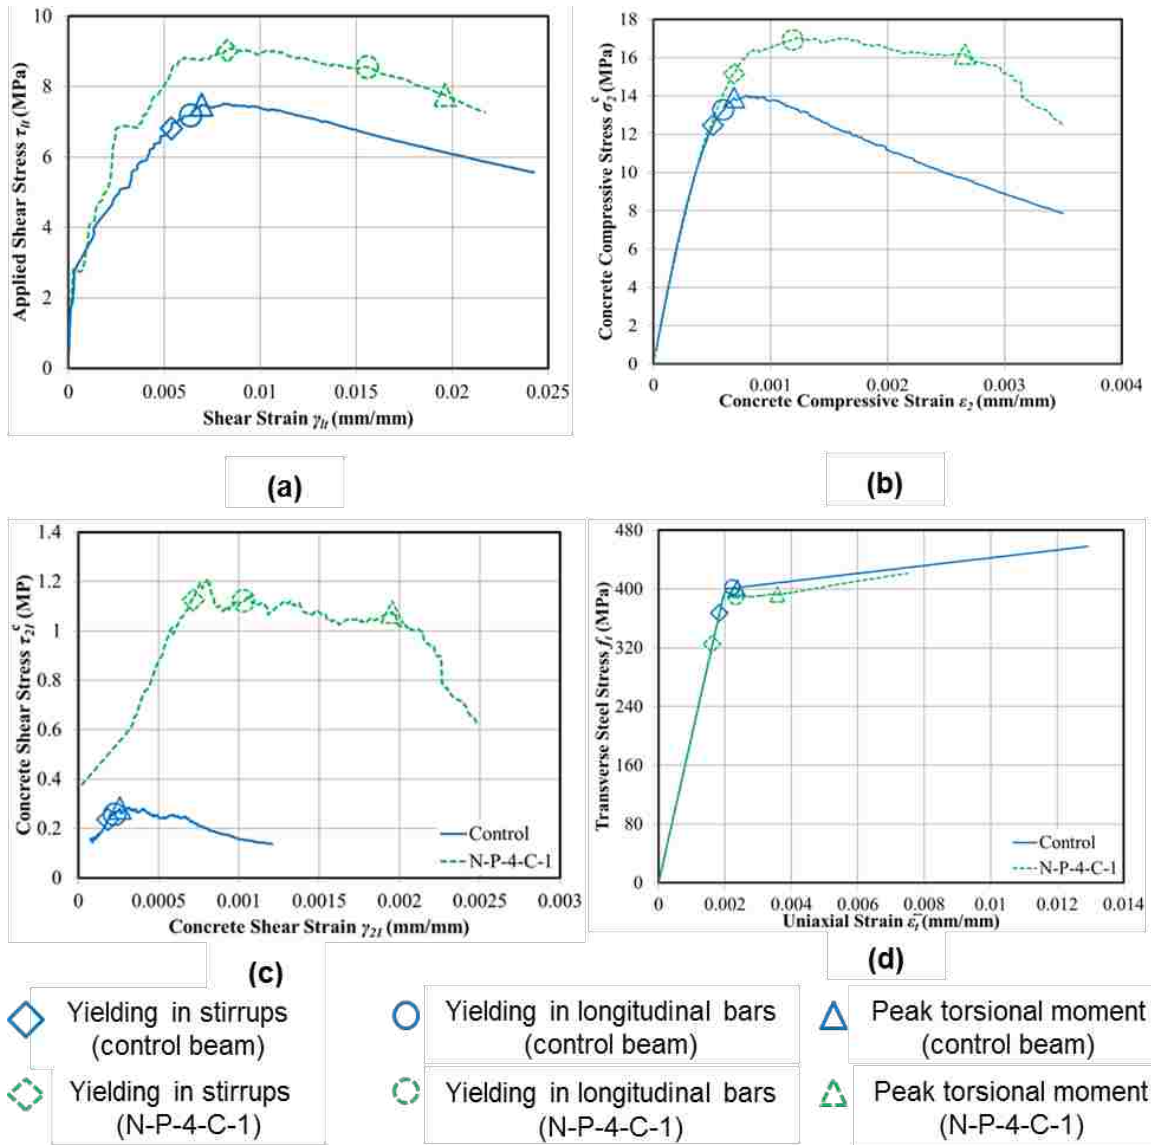 10
8
6
4
2
0
0
0.005
0.01
0.015
0.02
0.025
Applied Shear Stress τlt (MPa)
Shear Strain γlt (mm/mm)
(a)
18
16
14
12
10
8
6
4
2
0
0
0.001
0.002
0.003
0.004
Concrete Compressive Stress σ2c (MPa)
Concrete Compressive Strain ε2 (mm/mm)
(b)
1.4
1.2
1
0.8
0.6
0.4
0.2
0
0
0.0005
0.001
0.0015
0.002
0.0025
0.003
Concrete Shear Stress τ21c (MP)
Concrete Shear Strain γ21 (mm/mm)
Control
N-P-4-C-1
(c)
480
400
320
240
160
80
0
0
0.002
0.004
0.006
0.008
0.01
0.012
0.014
Transverse Steel Stress ft (MPa)
Uniaxial Strain ε̄t (mm/mm)
Control
N-P-4-C-1
(d)
Yielding in stirrups
(control beam)
Yielding in longitudinal bars
(control beam)
Peak torsional moment
(control beam)
Yielding in stirrups
(N-P-4-C-1)
Yielding in longitudinal bars
(N-P-4-C-1)
Peak torsional moment
(N-P-4-C-1)